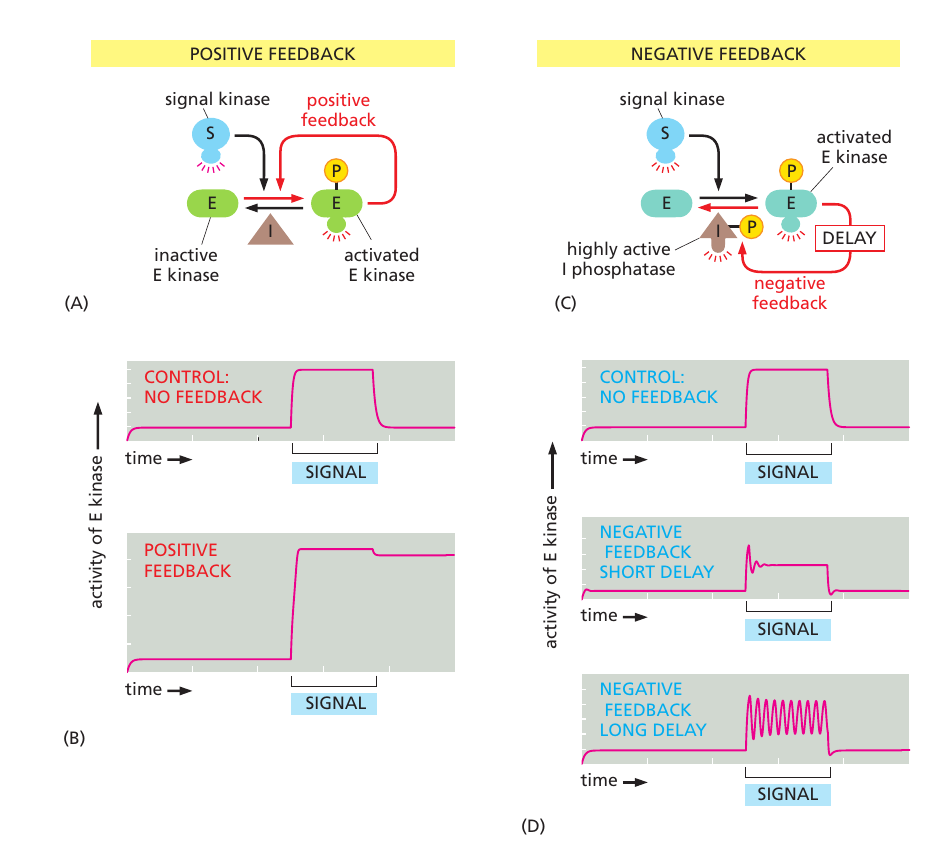 POSITIVE FEEDBACK
signal kinase
positive
feedback
S
P
E
E
I
inactive
E kinase
activated
E kinase
(A)
CONTROL:
NO FEEDBACK
time
SIGNAL
activity of E kinase
POSITIVE
FEEDBACK
time
SIGNAL
(B)
NEGATIVE FEEDBACK
signal kinase
activated
E kinase
S
P
E
E
I
P
DELAY
highly active
I phosphatase
negative
feedback
(C)
CONTROL:
NO FEEDBACK
time
SIGNAL
activity of E kinase
NEGATIVE
FEEDBACK
SHORT DELAY
time
SIGNAL
NEGATIVE
FEEDBACK
LONG DELAY
time
SIGNAL
(D)